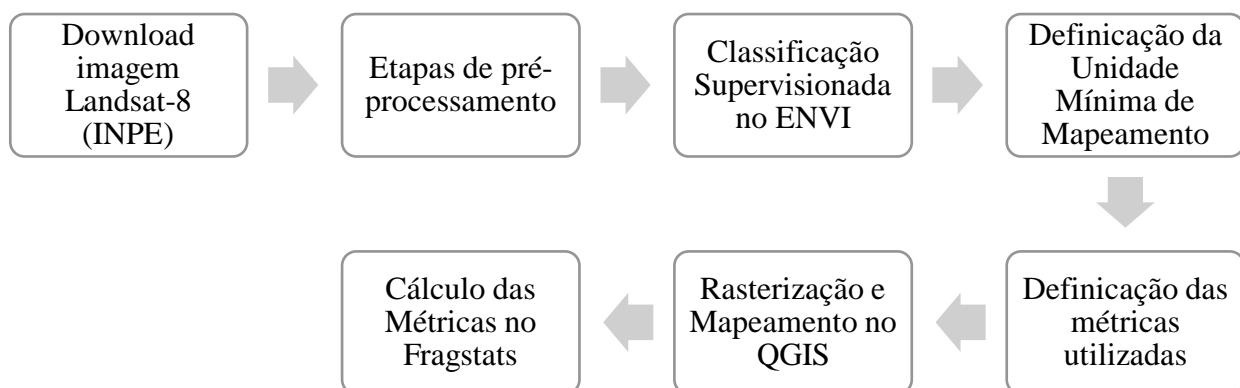 Download
imagem
Landsat-8
(INPE)
Etapas de pré-
processamento
Classificação
Supervisionada
no ENVI
Definicação da
Unidade
Mínima de
Mapeamento
Definicação das
métricas
utilizadas
Rasterização e
Mapeamento no
QGIS
Cálculo das
Métricas no
Fragstats